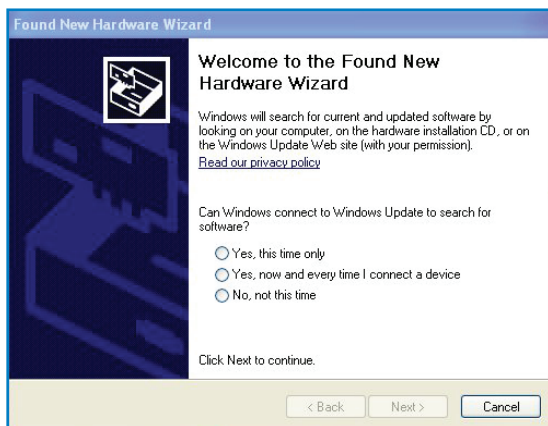 Found New Hardware Wizard
Welcome to the Found New
Hardware Wizard
Windows will search for current and updated software by
looking on your computer, on the hardware installation CD, or on
the Windows Update Web site (with your permission).
Read our privacy policy
Can Windows connect to Windows Update to search for
software?
Yes, this time only
Yes, now and every time I connect a device
No, not this time
Click Next to continue.
< Back Next > Cancel